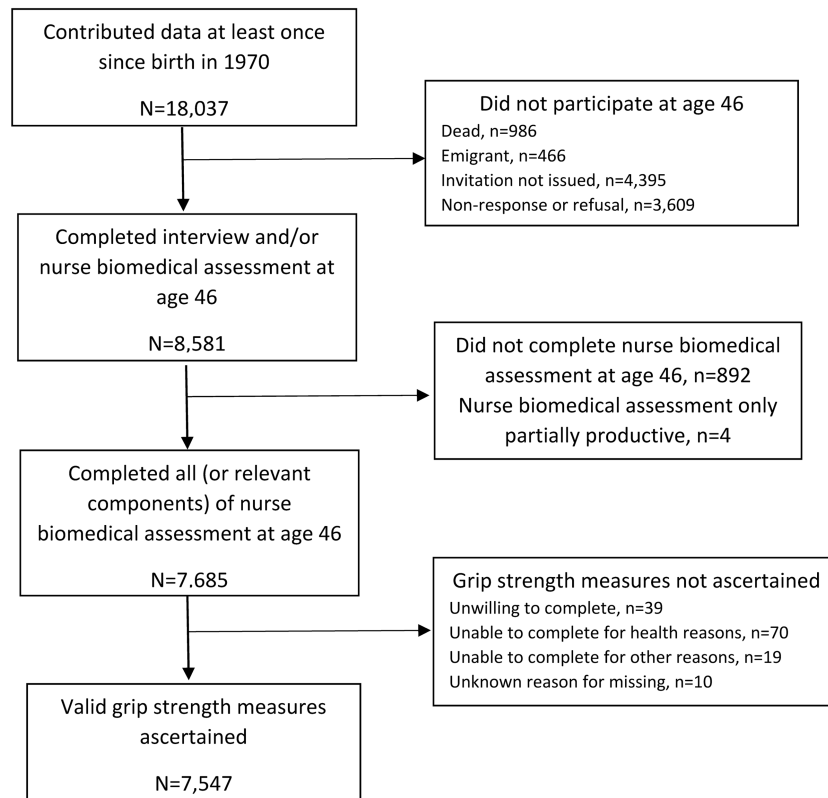 Contributed data at least once
since birth in 1970
N=18,037
Did not participate at age 46
Dead, n=986
Emigrant, n=466
Invitation not issued, n=4,395
Non-response or refusal, n=3,609
Completed interview and/or
nurse biomedical assessment at
age 46
N=8,581
Did not complete nurse biomedical
assessment at age 46, n=892
Nurse biomedical assessment only
partially productive, n=4
Completed all (or relevant
components) of nurse
biomedical assessment at age 46
N=7.685
Grip strength measures not ascertained
Unwilling to complete, n=39
Unable to complete for health reasons, n=70
Unable to complete for other reasons, n=19
Unknown reason for missing, n=10
Valid grip strength measures
ascertained
N=7,547